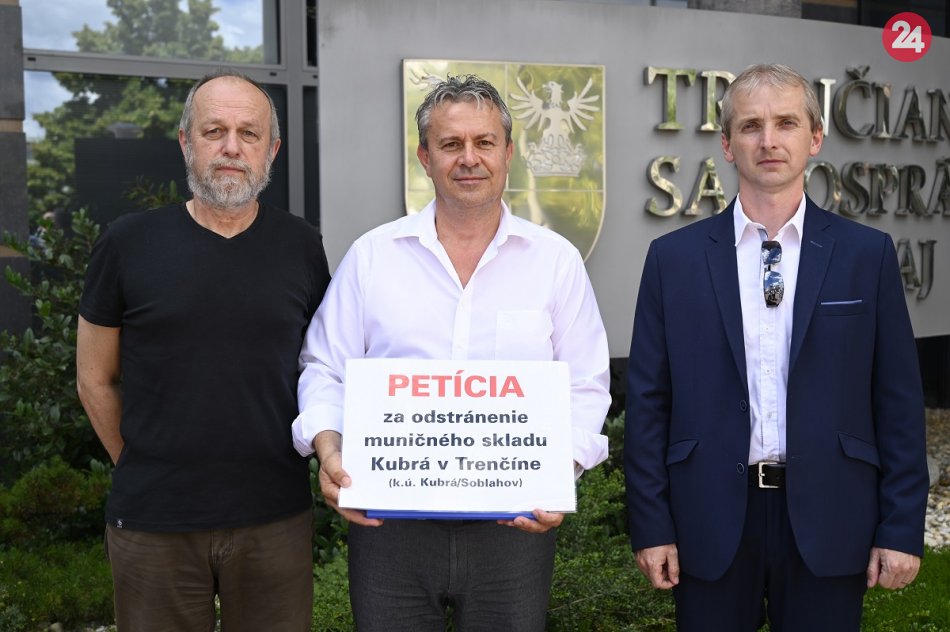 24
PETÍCIA
za odstránenie
muničného skladu
Kubrá v Trenčíne
(k.ú. Kubrá/Soblahov)